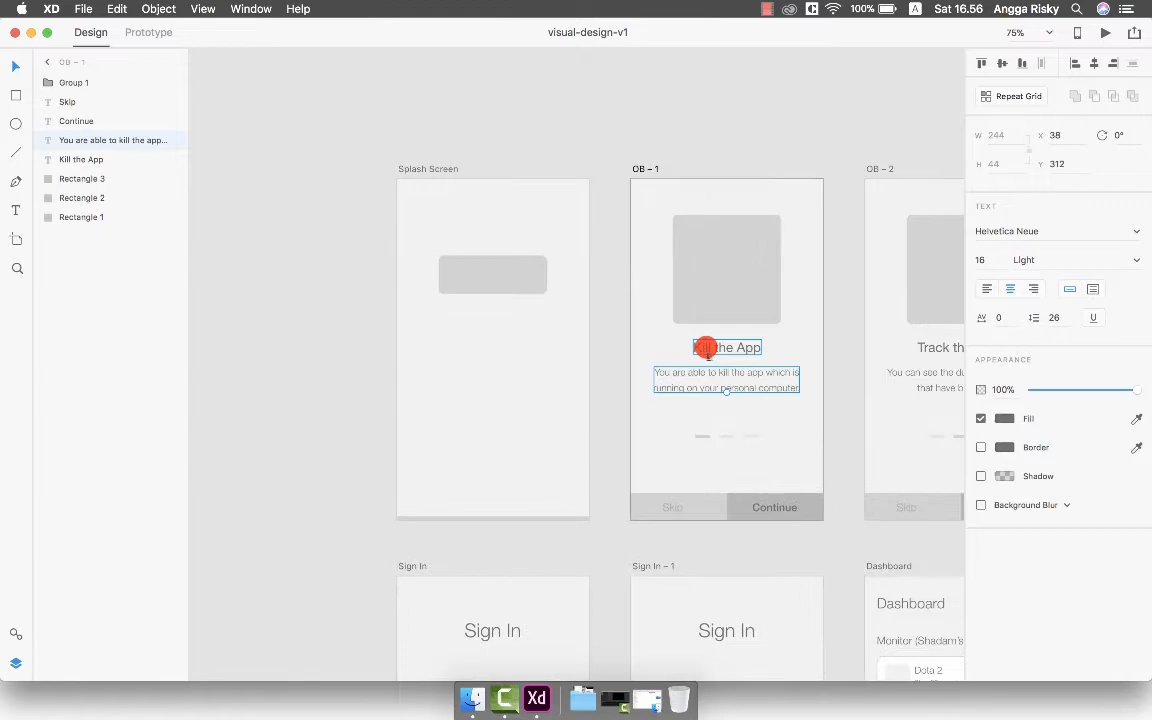 XD File Edit Object View Window Help
100% A Sat 16.56 Angga Risky
Design Prototype
visual-design-v1
75%
OB – 1
Group 1
Skip
Continue
You are able to kill the app...
Kill the App
Rectangle 3
Rectangle 2
Rectangle 1
Splash Screen
OB – 1
OB – 2
Kill the App
You are able to kill the app which is
running on your personal computer
Skip
Continue
Track th
You can see the du
that have b
Skip
Sign In
Sign In – 1
Dashboard
Sign In
Sign In
Dashboard
Monitor (Shadam's
Dota 2
Repeat Grid
W 244 X 38 0°
H 44 Y 312
TEXT
Helvetica Neue
16 Light
AV 0 26 U
APPEARANCE
100%
Fill
Border
Shadow
Background Blur
C Xd